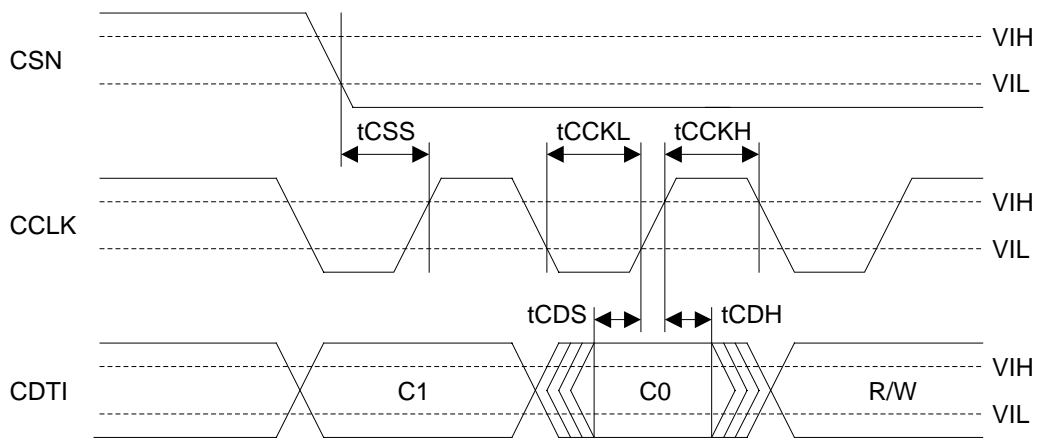 VIH
CSN
VIL
tCSS tCCKL tCCKH
VIH
CCLK
VIL
tCDS tCDH
VIH
CDTI C1 C0 R/W
VIL